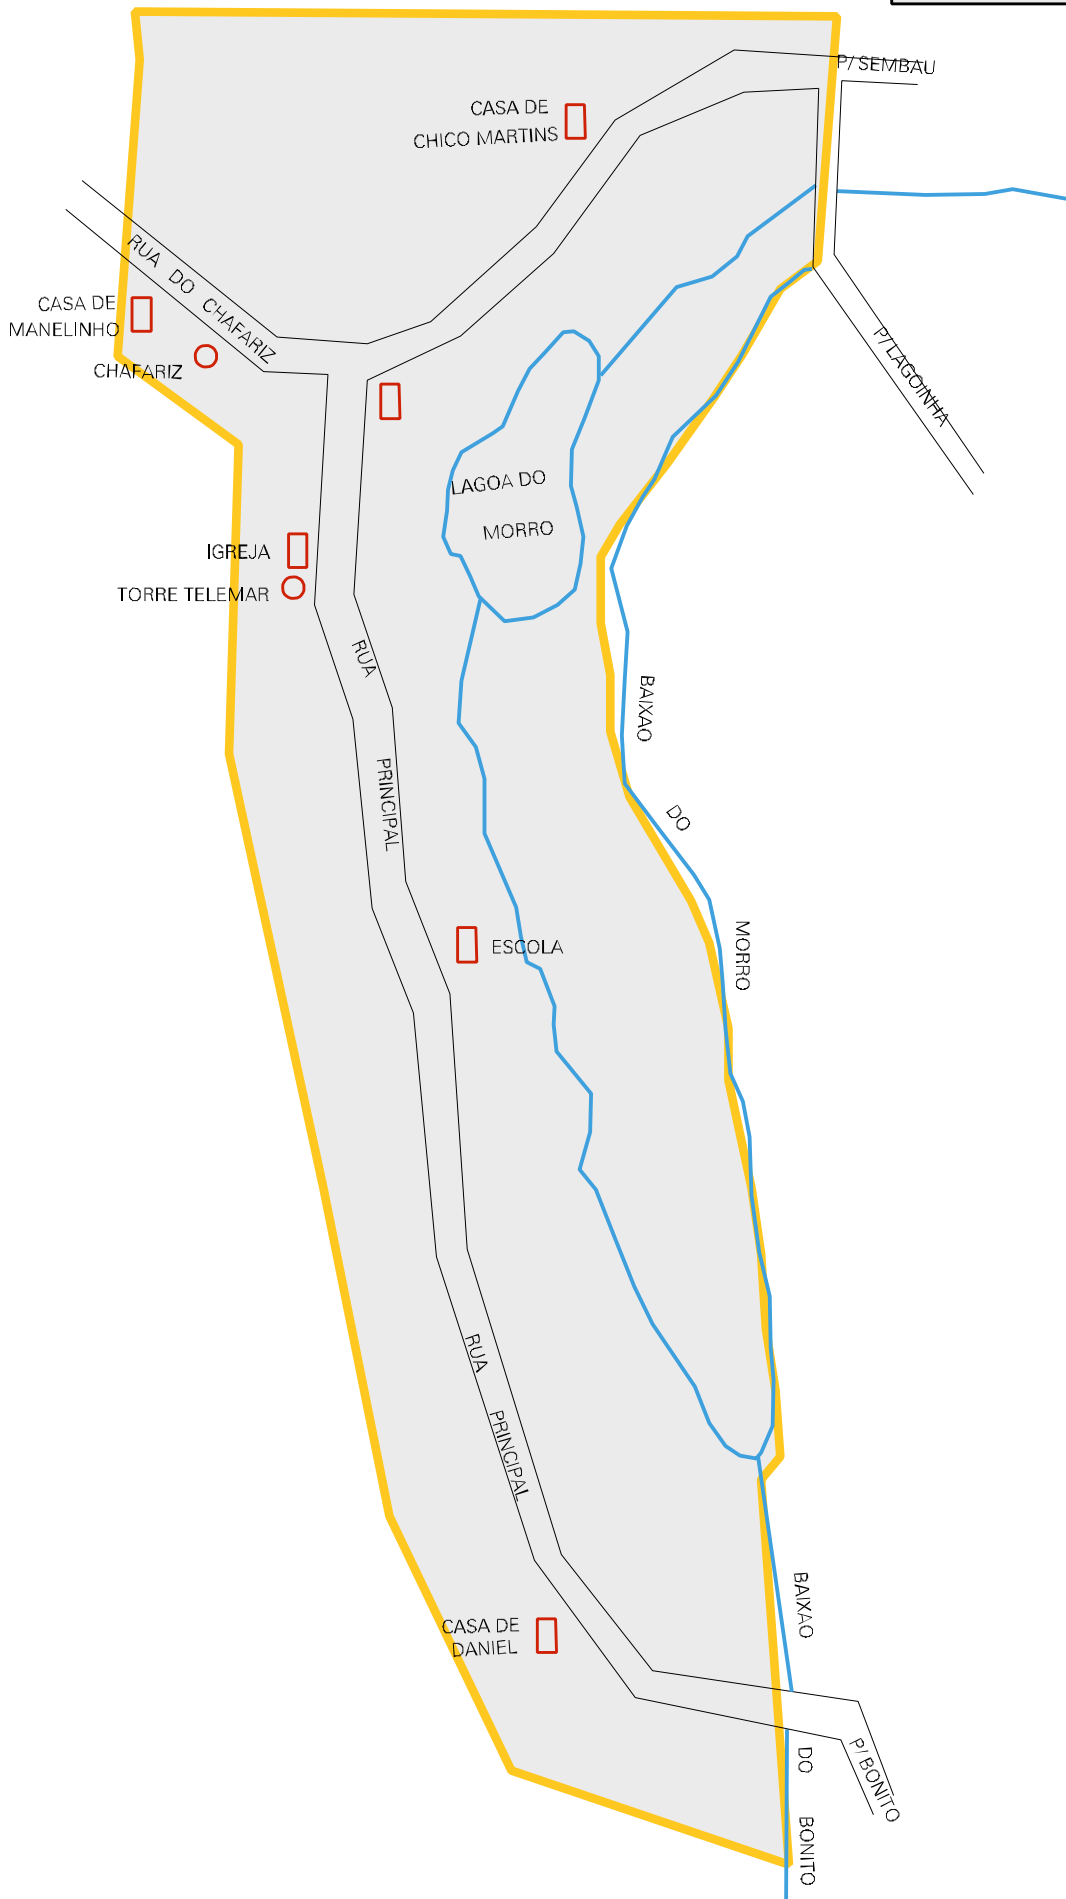 P/ SEMBAU
CASA DE
CHICO MARTINS
RUA DO CHAFARIZ
CASA DE
MANELINHO
CHAFARIZ
P/ LAGOINHA
LAGOA DO
MORRO
IGREJA
TORRE TELEMAR
RUA
PRINCIPAL
BAIXAO
DO
MORRO
ESCOLA
RUA
PRINCIPAL
CASA DE
DANIEL
BAIXAO
DO
BONITO
P/ BONITO